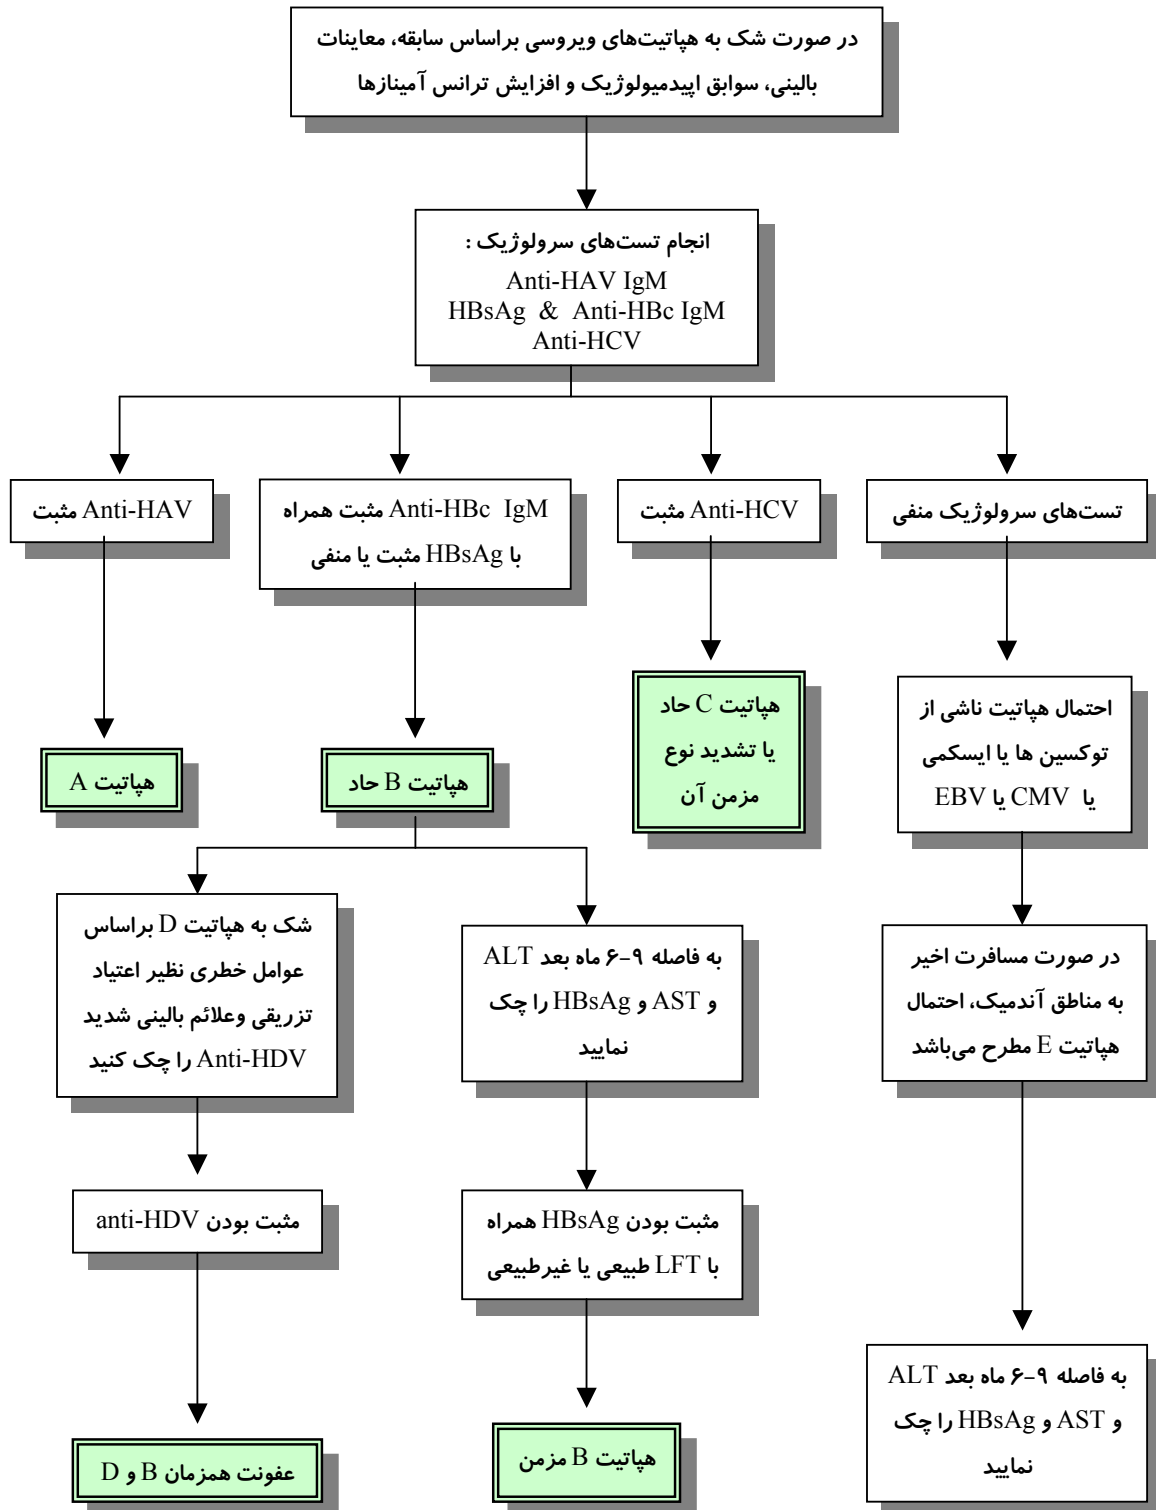 در صورت شک به هپاتیت‌های ویروسی براساس سابقه، معاینات
بالینی، سوابق اپیدمیولوژیک و افزایش ترانس آمینازها
انجام تست‌های سرولوژیک :
Anti-HAV IgM
HBsAg & Anti-HBc IgM
Anti-HCV
Anti-HAV مثبت
Anti-HBc IgM مثبت همراه
با HBsAg مثبت یا منفی
Anti-HCV مثبت
تست‌های سرولوژیک منفی
هپاتیت A
هپاتیت B حاد
هپاتیت C حاد
یا تشدید نوع
مزمن آن
احتمال هپاتیت ناشی از
توکسین ها یا ایسکمی
یا CMV یا EBV
شک به هپاتیت D براساس
عوامل خطری نظیر اعتیاد
تزریقی وعلائم بالینی شدید
Anti-HDV را چک کنید
به فاصله ۹-۶ ماه بعد ALT
و AST و HBsAg را چک
نمایید
در صورت مسافرت اخیر
به مناطق آندمیک، احتمال
هپاتیت E مطرح می‌باشد
مثبت بودن anti-HDV
مثبت بودن HBsAg همراه
با LFT طبیعی یا غیرطبیعی
به فاصله ۹-۶ ماه بعد ALT
و AST و HBsAg را چک
نمایید
عفونت همزمان B و D
هپاتیت B مزمن